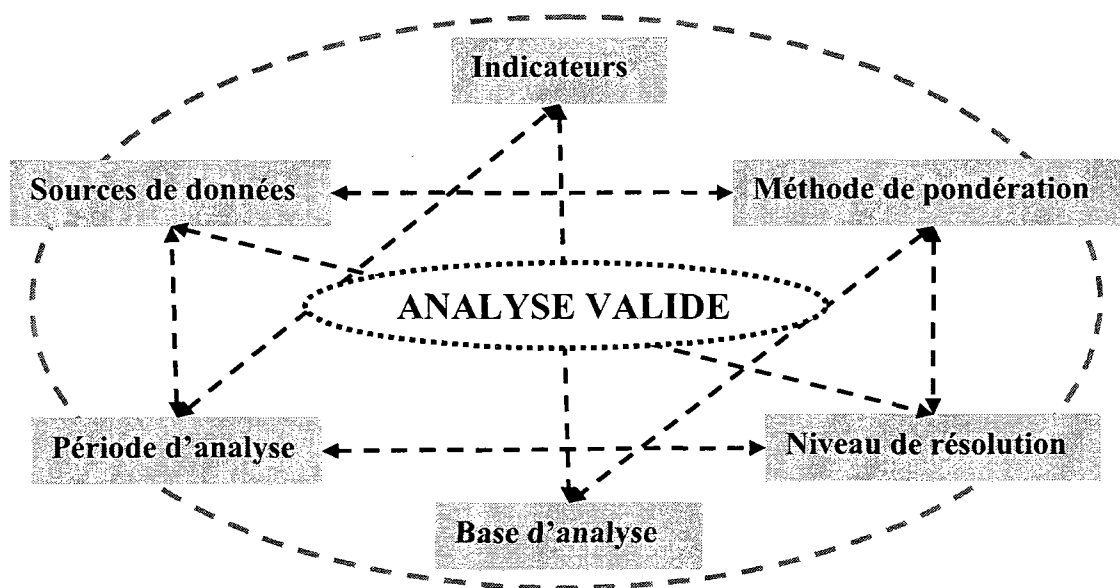 Indicateurs
Sources de données
Méthode de pondération
ANALYSE VALIDE
Période d'analyse
Niveau de résolution
Base d'analyse